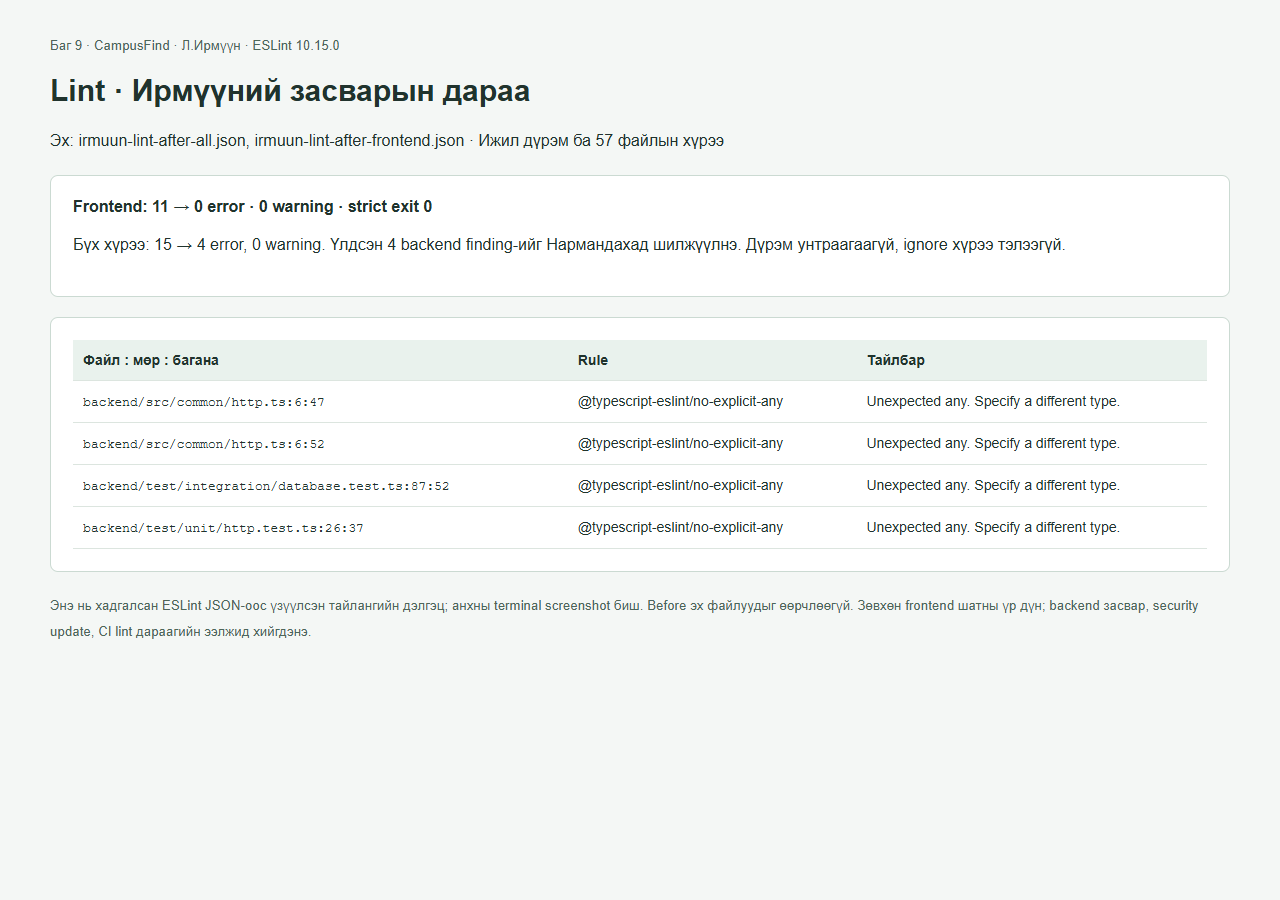 Баг 9 · CampusFind · Л.Ирмүүн · ESLint 10.15.0
Lint · Ирмүүний засварын дараа
Эх: irmuun-lint-after-all.json, irmuun-lint-after-frontend.json · Ижил дүрэм ба 57 файлын хүрээ
Frontend: 11 → 0 error · 0 warning · strict exit 0
Бүх хүрээ: 15 → 4 error, 0 warning. Үлдсэн 4 backend finding-ийг Нармандахад шилжүүлнэ. Дүрэм унтраагаагүй, ignore хүрээ тэлээгүй.
Файл : мөр : багана Rule Тайлбар
backend/src/common/http.ts:6:47 @typescript-eslint/no-explicit-any Unexpected any. Specify a different type.
backend/src/common/http.ts:6:52 @typescript-eslint/no-explicit-any Unexpected any. Specify a different type.
backend/test/integration/database.test.ts:87:52 @typescript-eslint/no-explicit-any Unexpected any. Specify a different type.
backend/test/unit/http.test.ts:26:37 @typescript-eslint/no-explicit-any Unexpected any. Specify a different type.
Энэ нь хадгалсан ESLint JSON-оос үзүүлсэн тайлангийн дэлгэц; анхны terminal screenshot биш. Before эх файлуудыг өөрчлөөгүй. Зөвхөн frontend шатны үр дүн; backend засвар, security
update, CI lint дараагийн ээлжид хийгдэнэ.